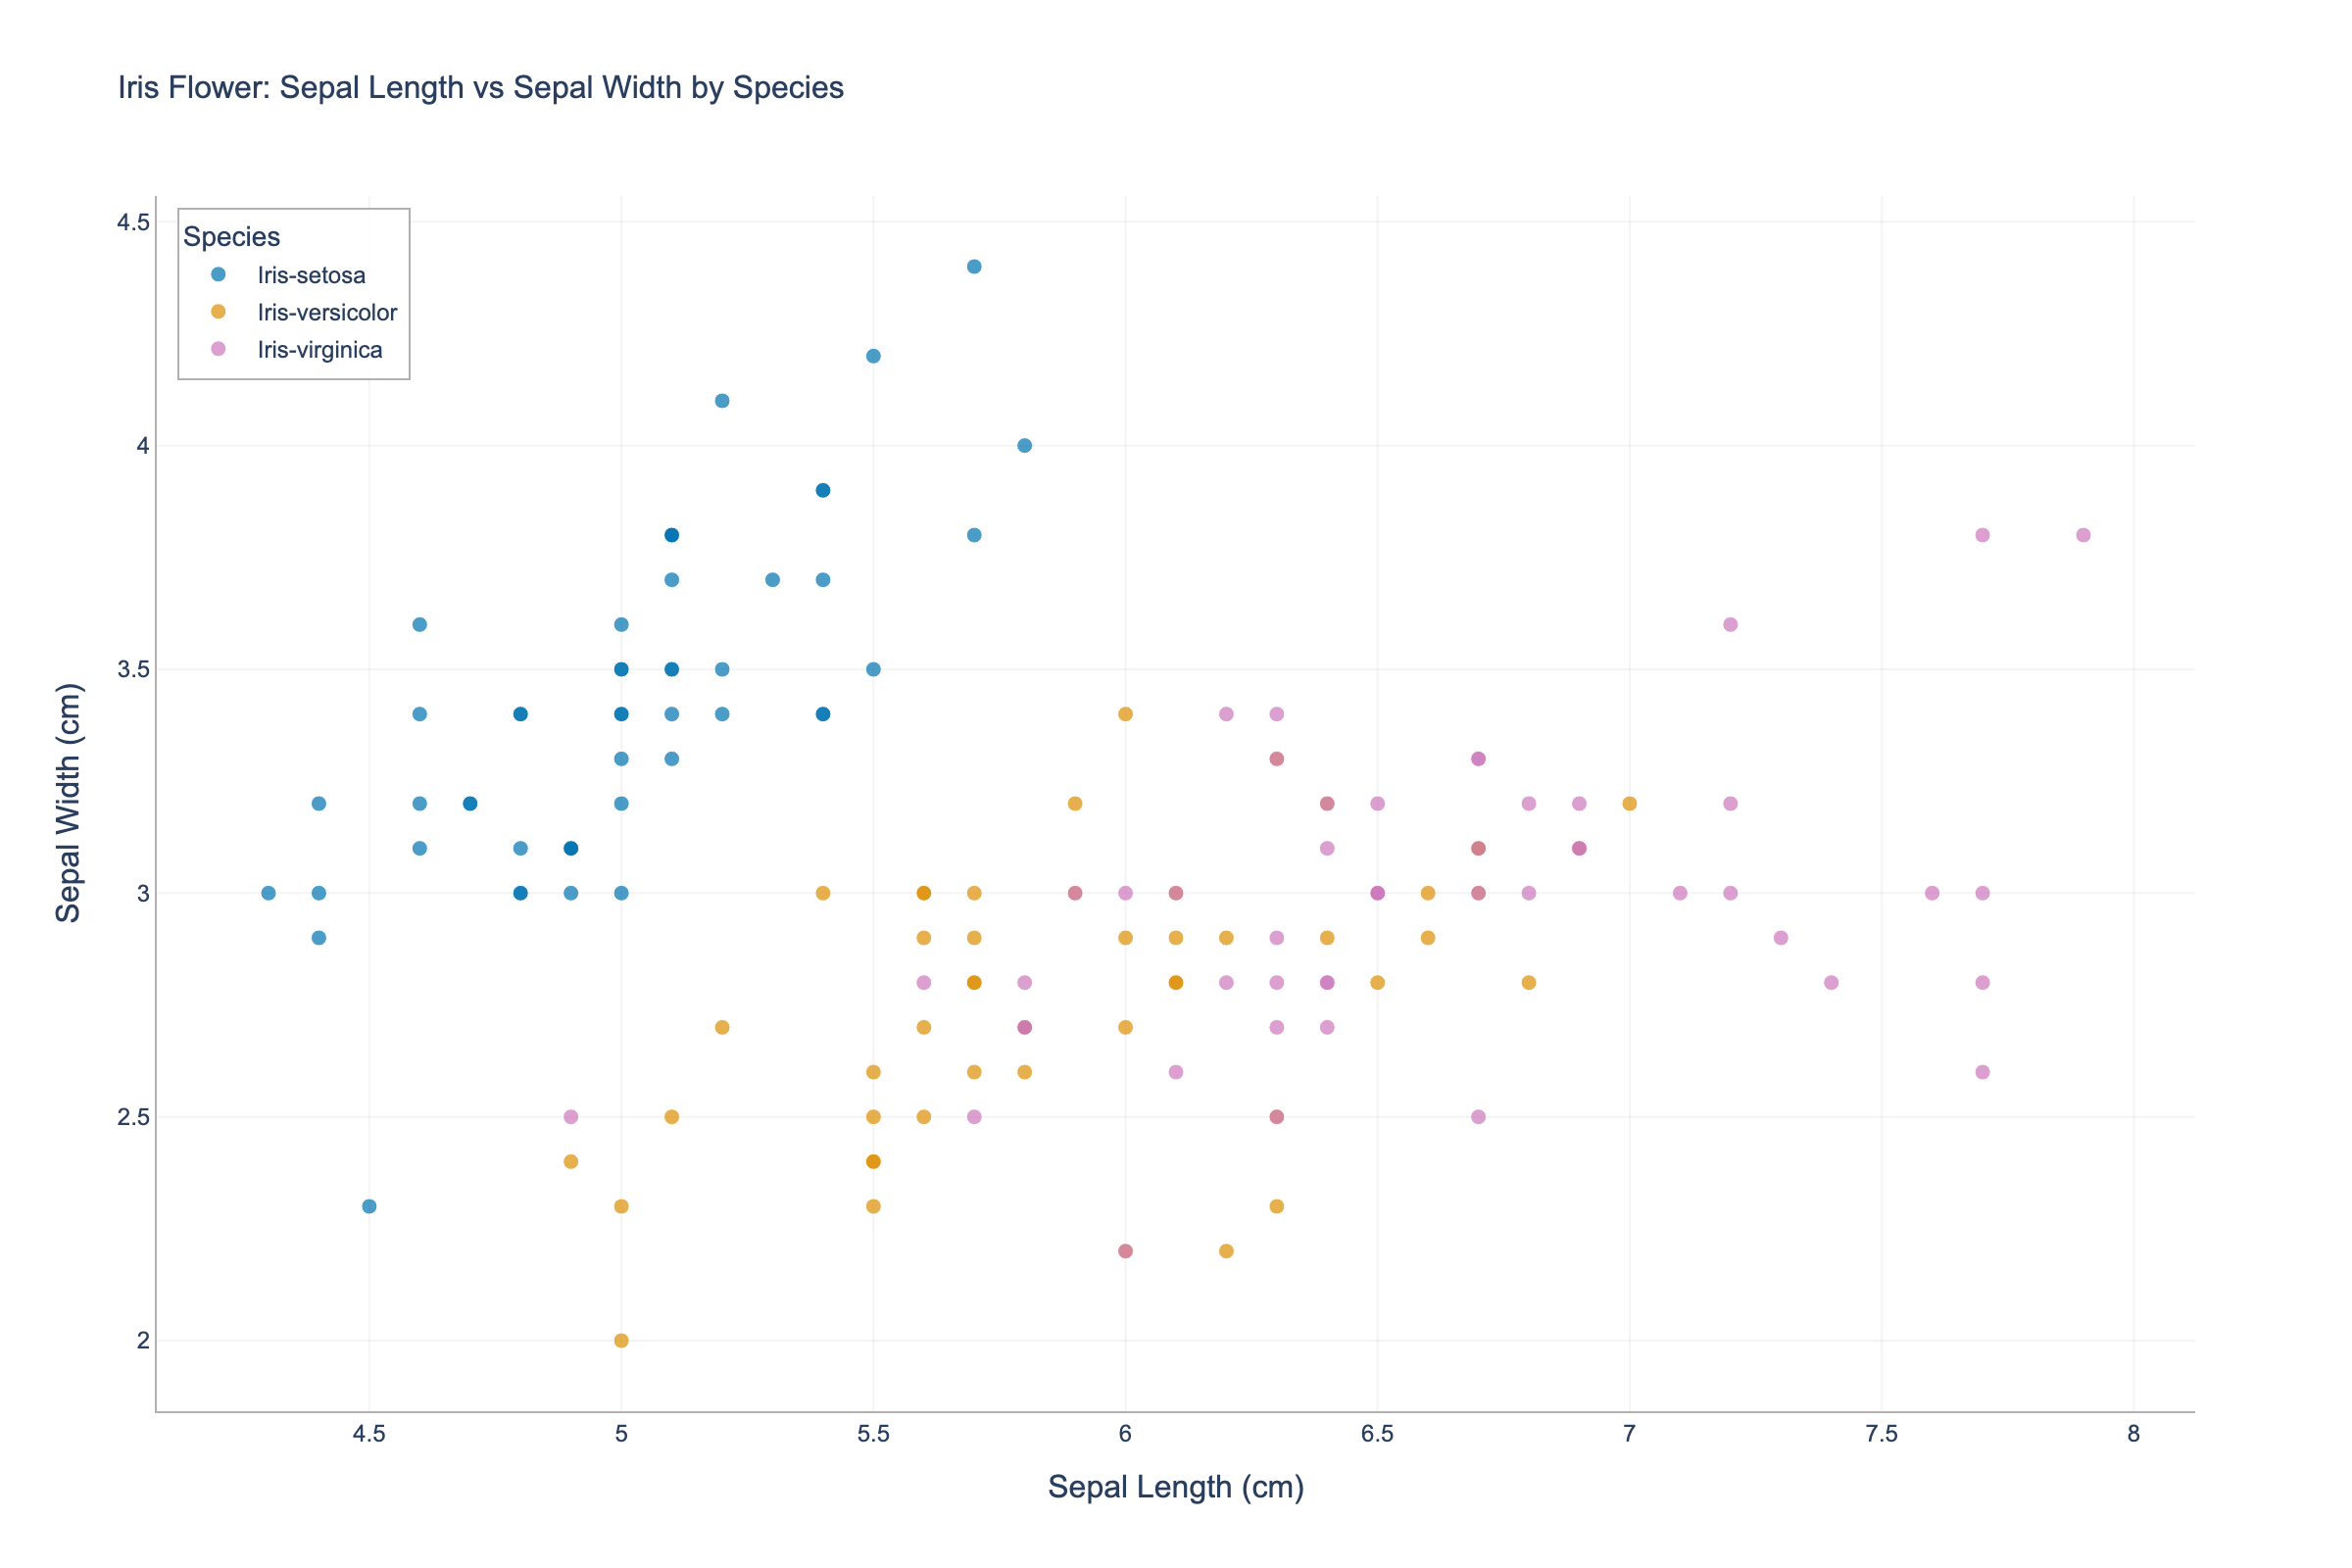 Iris Flower: Sepal Length vs Sepal Width by Species
Species
Iris-setosa
Iris-versicolor
Iris-virginica
Sepal Width (cm)
4.5
4
3.5
3
2.5
2
4.5
5
5.5
6
6.5
7
7.5
8
Sepal Length (cm)